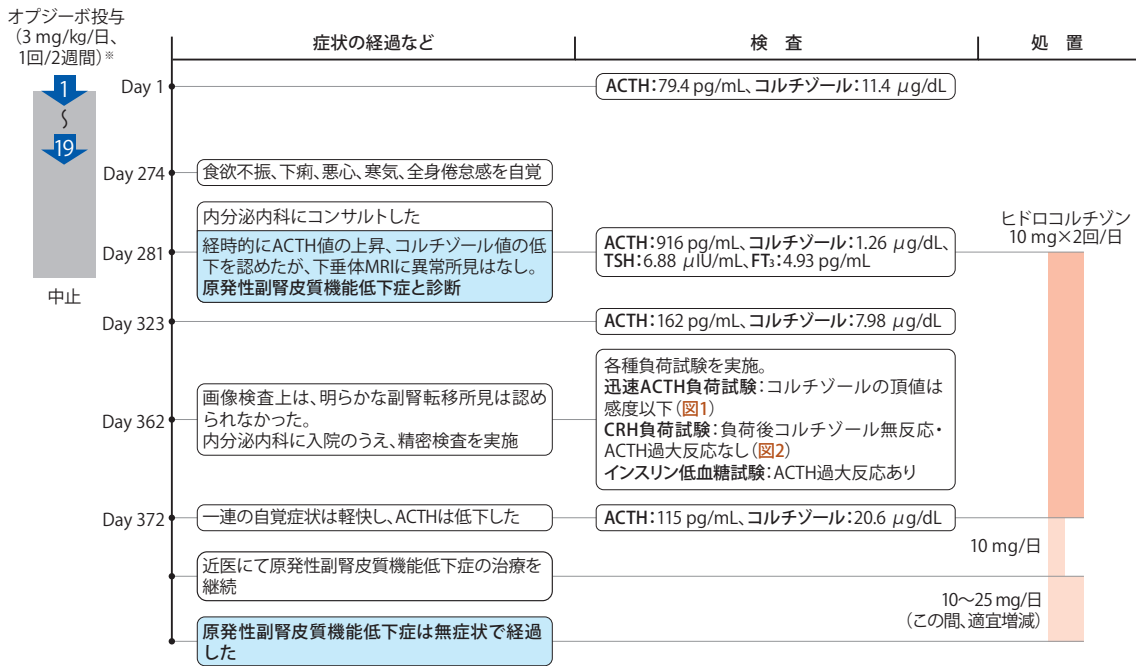 オプジーボ投与
（3 mg/kg/日、
1回/2週間）※
1
～
19
中止
症状の経過など
検　査
処　置
Day 1
ACTH：79.4 pg/mL、コルチゾール：11.4 μg/dL
Day 274
食欲不振、下痢、悪心、寒気、全身倦怠感を自覚
Day 281
内分泌内科にコンサルトした
経時的にACTH値の上昇、コルチゾール値の低
下を認めたが、下垂体MRIに異常所見はなし。
原発性副腎皮質機能低下症と診断
ACTH：916 pg/mL、コルチゾール：1.26 μg/dL、
TSH：6.88 μIU/mL、FT₃：4.93 pg/mL
ヒドロコルチゾン
10 mg×2回/日
Day 323
ACTH：162 pg/mL、コルチゾール：7.98 μg/dL
Day 362
画像検査上は、明らかな副腎転移所見は認め
られなかった。
内分泌内科に入院のうえ、精密検査を実施
各種負荷試験を実施。
迅速ACTH負荷試験：コルチゾールの頂値は
感度以下（図1）
CRH負荷試験：負荷後コルチゾール無反応・
ACTH過大反応なし（図2）
インスリン低血糖試験：ACTH過大反応あり
Day 372
一連の自覚症状は軽快し、ACTHは低下した
ACTH：115 pg/mL、コルチゾール：20.6 μg/dL
10 mg/日
近医にて原発性副腎皮質機能低下症の治療を
継続
10～25 mg/日
（この間、適宜増減）
原発性副腎皮質機能低下症は無症状で経過
した